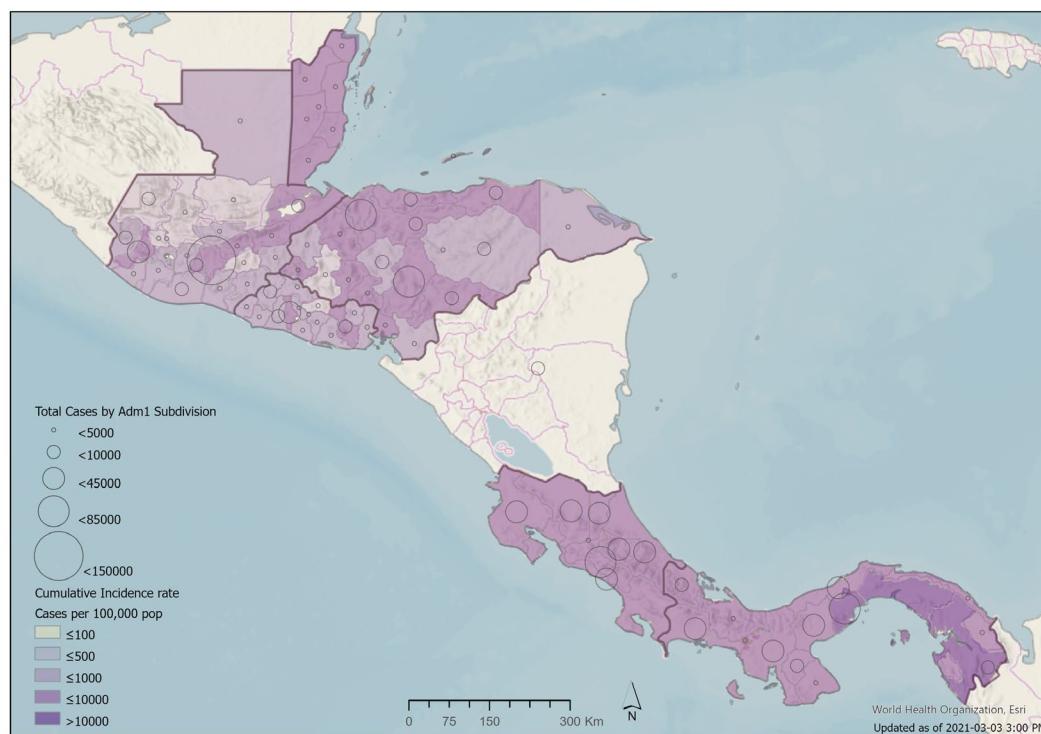 Total Cases by Adm1 Subdivision
<5000
<10000
<45000
<85000
<150000
Cumulative Incidence rate
Cases per 100,000 pop
≤100
≤500
≤1000
≤10000
>10000
0 75 150 300 Km
N
World Health Organization, Esri
Updated as of 2021-03-03 3:00 PM